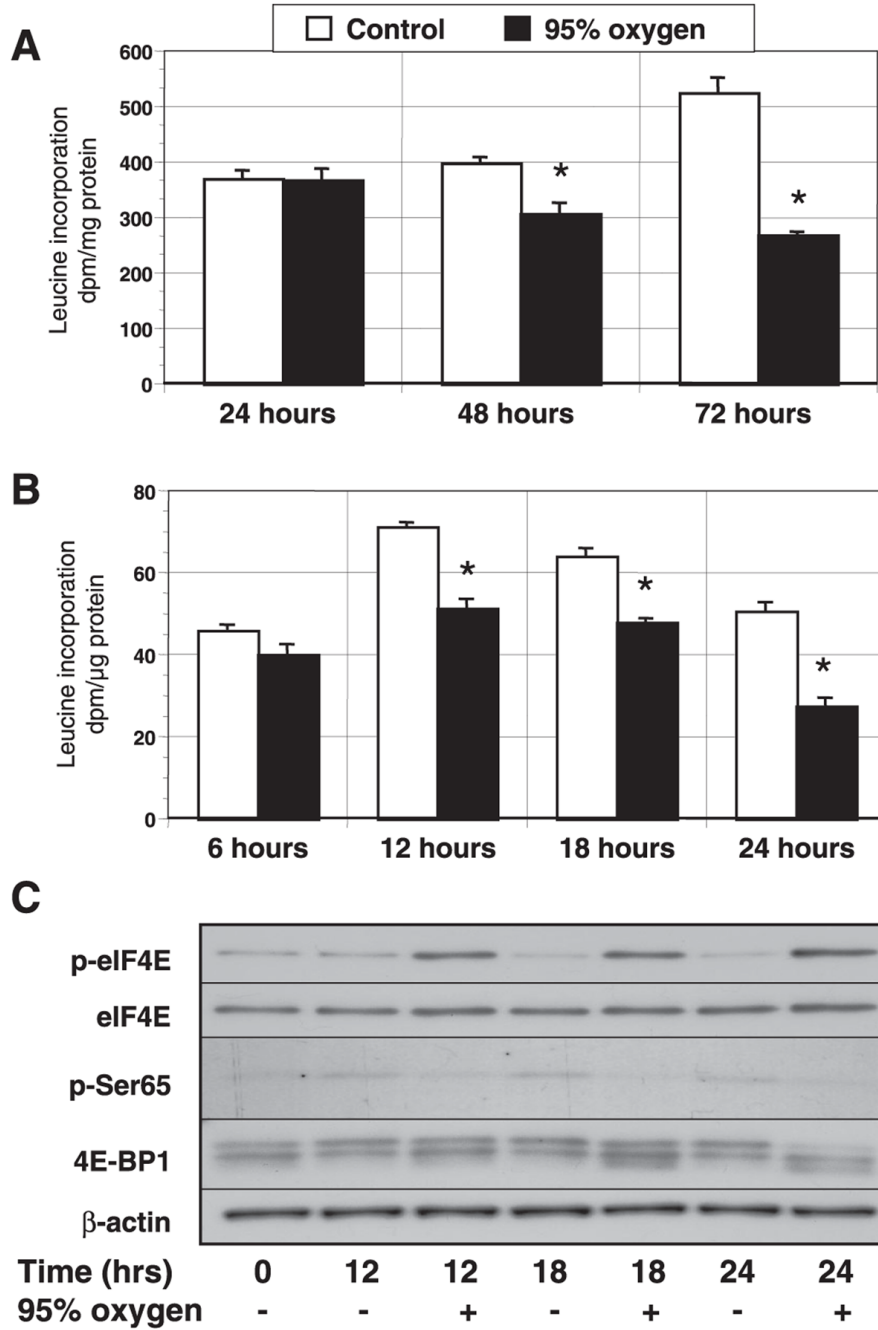 A
Control 95% oxygen
600
500
400
300
200
100
0
Leucine incorporation
dpm/mg protein
*
*
24 hours 48 hours 72 hours
B
80
60
40
20
0
Leucine incorporation
dpm/µg protein
*
*
*
6 hours 12 hours 18 hours 24 hours
C
p-eIF4E
eIF4E
p-Ser65
4E-BP1
β-actin
Time (hrs) 0 12 12 18 18 24 24
95% oxygen - - + - + - +